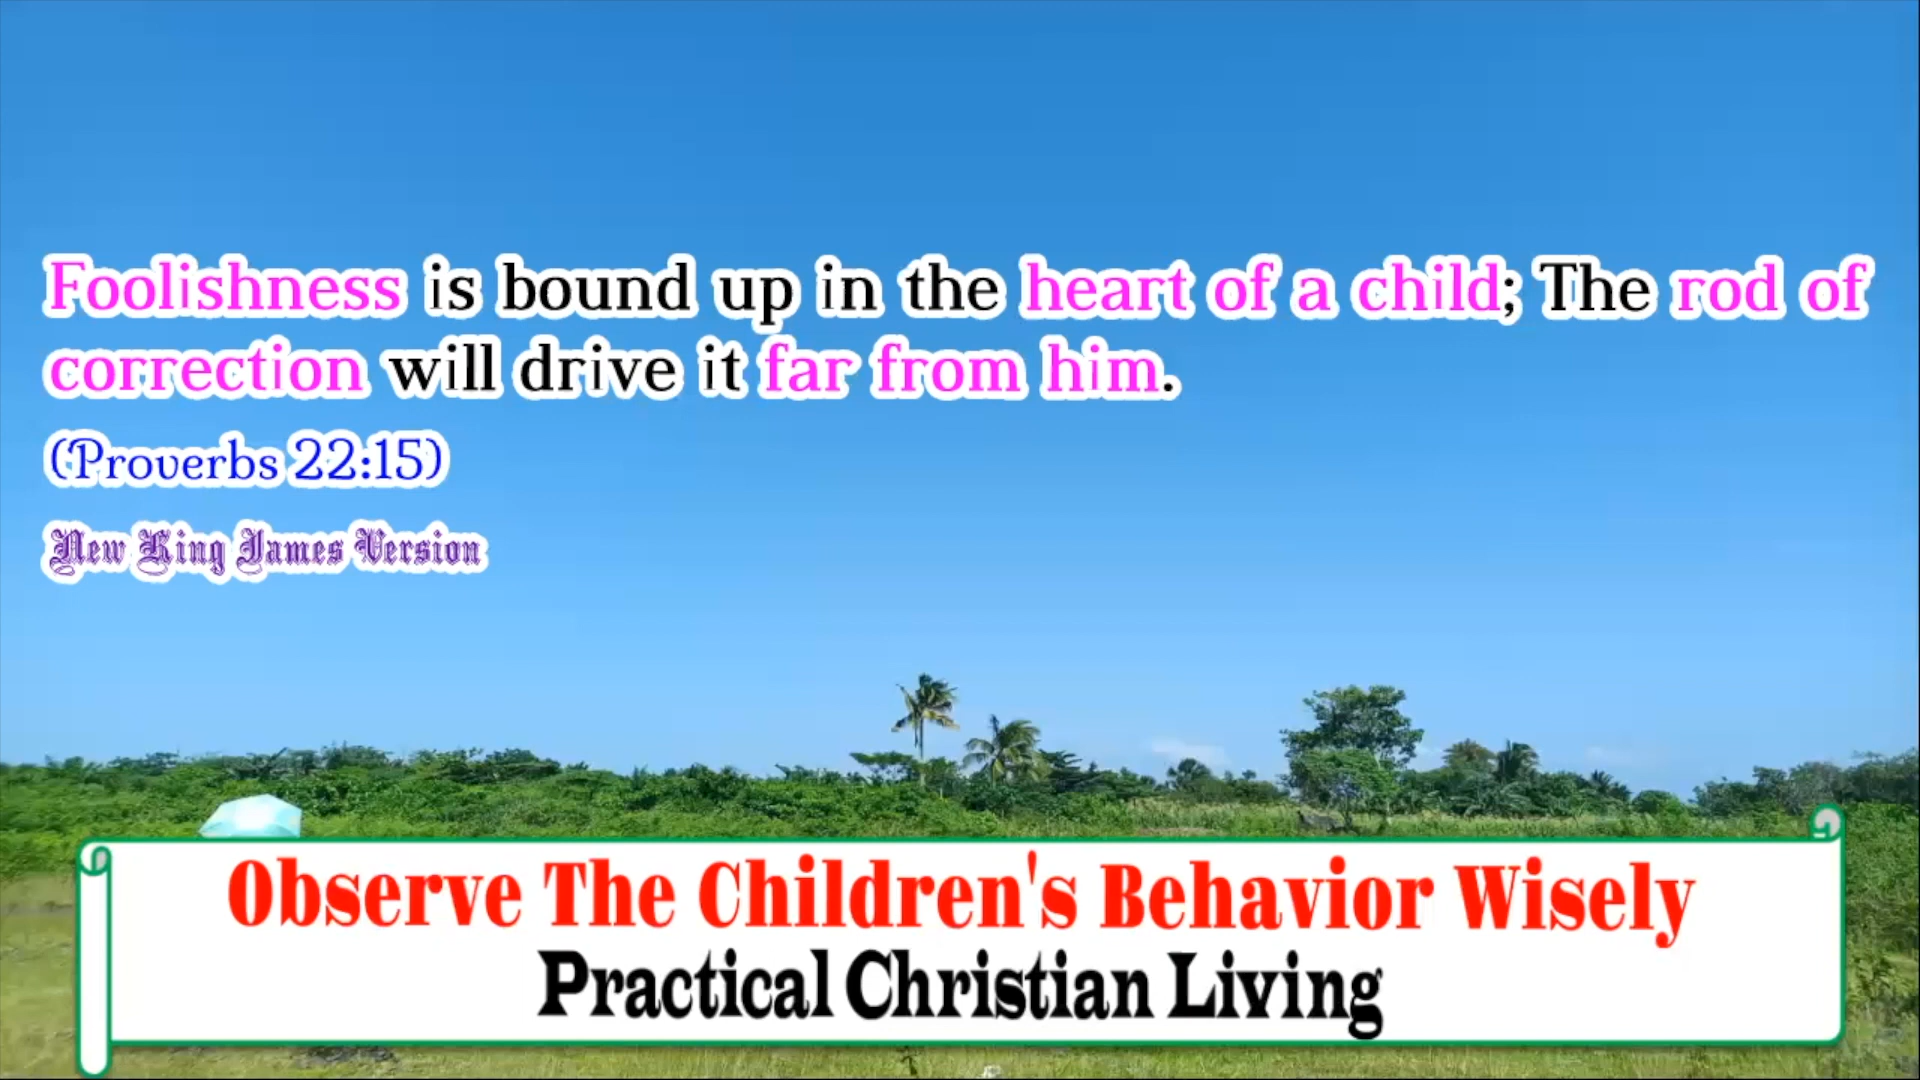 Foolishness is bound up in the heart of a child; The rod of
correction will drive it far from him.
(Proverbs 22:15)
New King James Version
Observe The Children's Behavior Wisely
Practical Christian Living